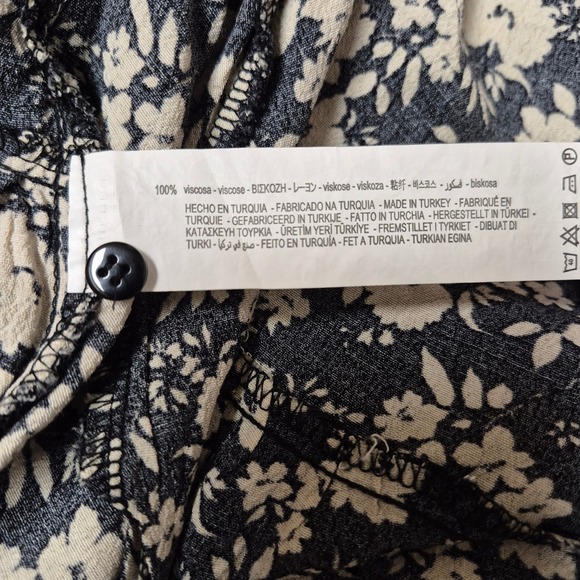 100% viscosa - viscose - ΒΙΣΚΟΖΗ - レーヨン - viskose - viskoza - 粘纤 - 비스코스 - فسكوز - biskosa
HECHO EN TURQUIA - FABRICADO NA TURQUIA - MADE IN TURKEY - FABRIQUÉ EN
TURQUIE - GEFABRICEERD IN TURKIJE - FATTO IN TURCHIA - HERGESTELLT IN TÜRKEI -
ΚΑΤΑΣΚΕΥΗ ΤΟΥΡΚΙΑ - ÜRETİM YERİ TÜRKİYE - FREMSTILLET I TYRKIET - DIBUAT DI
TURKI - صنع في تركيا - FEITO EN TURQUÍA - FET A TURQUIA - TURKIAN EGINA
P
40